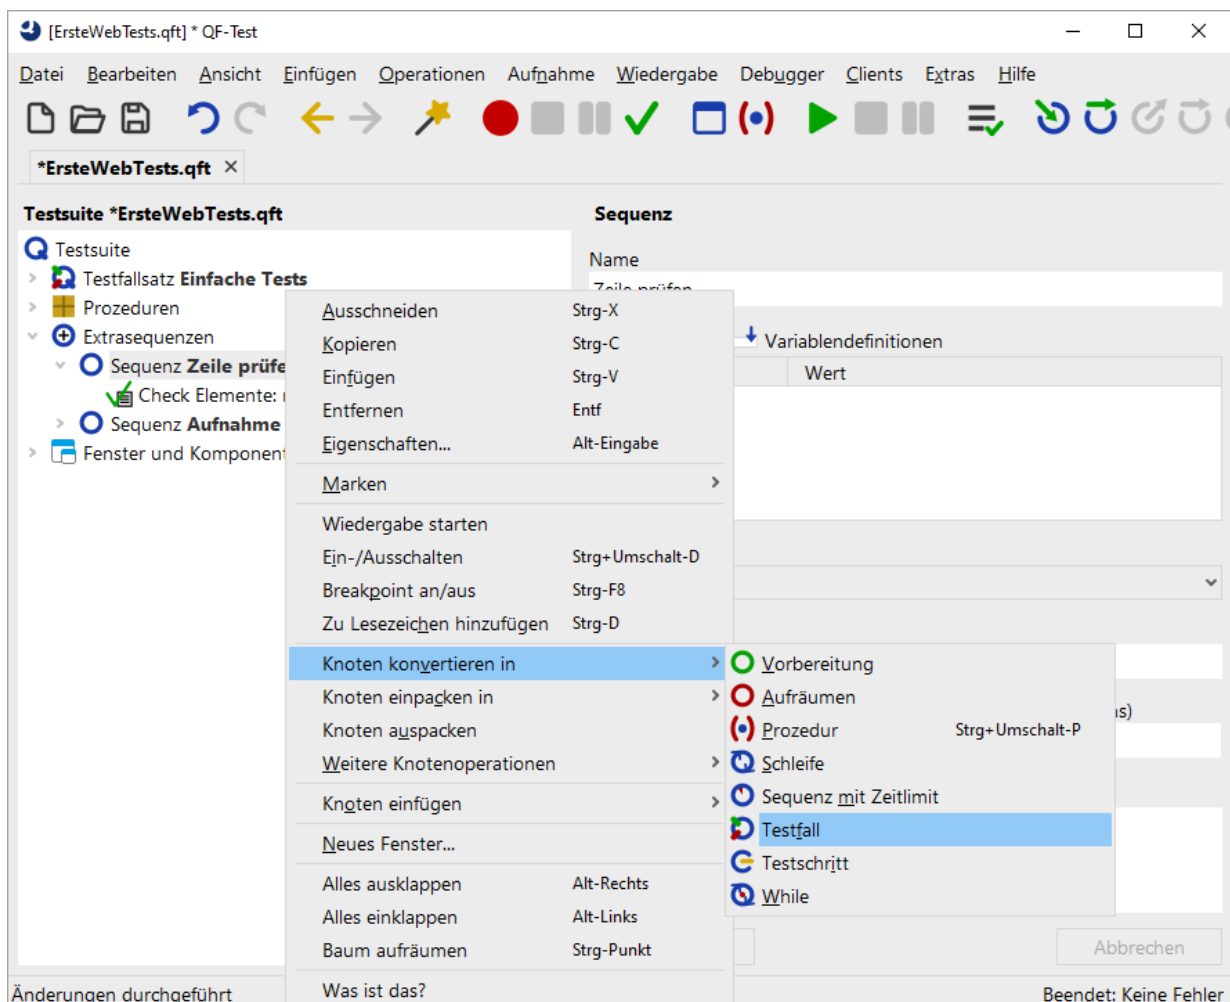 [ErsteWebTests.qft] * QF-Test
Datei Bearbeiten Ansicht Einfügen Operationen Aufnahme Wiedergabe Debugger Clients Extras Hilfe
*ErsteWebTests.qft
Testsuite *ErsteWebTests.qft
Testsuite
Testfallsatz Einfache Tests
Prozeduren
Extrasequenzen
Sequenz Zeile prüfe
Check Elemente:
Sequenz Aufnahme
Fenster und Komponent
Sequenz
Name
Zeile prüfen
Variablendefinitionen
Wert
Ausschneiden Strg-X
Kopieren Strg-C
Einfügen Strg-V
Entfernen Entf
Eigenschaften... Alt-Eingabe
Marken
Wiedergabe starten
Ein-/Ausschalten Strg+Umschalt-D
Breakpoint an/aus Strg-F8
Zu Lesezeichen hinzufügen Strg-D
Knoten konvertieren in
Knoten einpacken in
Knoten auspacken
Weitere Knotenoperationen
Knoten einfügen
Neues Fenster...
Alles ausklappen Alt-Rechts
Alles einklappen Alt-Links
Baum aufräumen Strg-Punkt
Was ist das?
Vorbereitung
Aufräumen
Prozedur Strg+Umschalt-P
Schleife
Sequenz mit Zeitlimit
Testfall
Testschritt
While
Abbrechen
Änderungen durchgeführt
Beendet: Keine Fehler